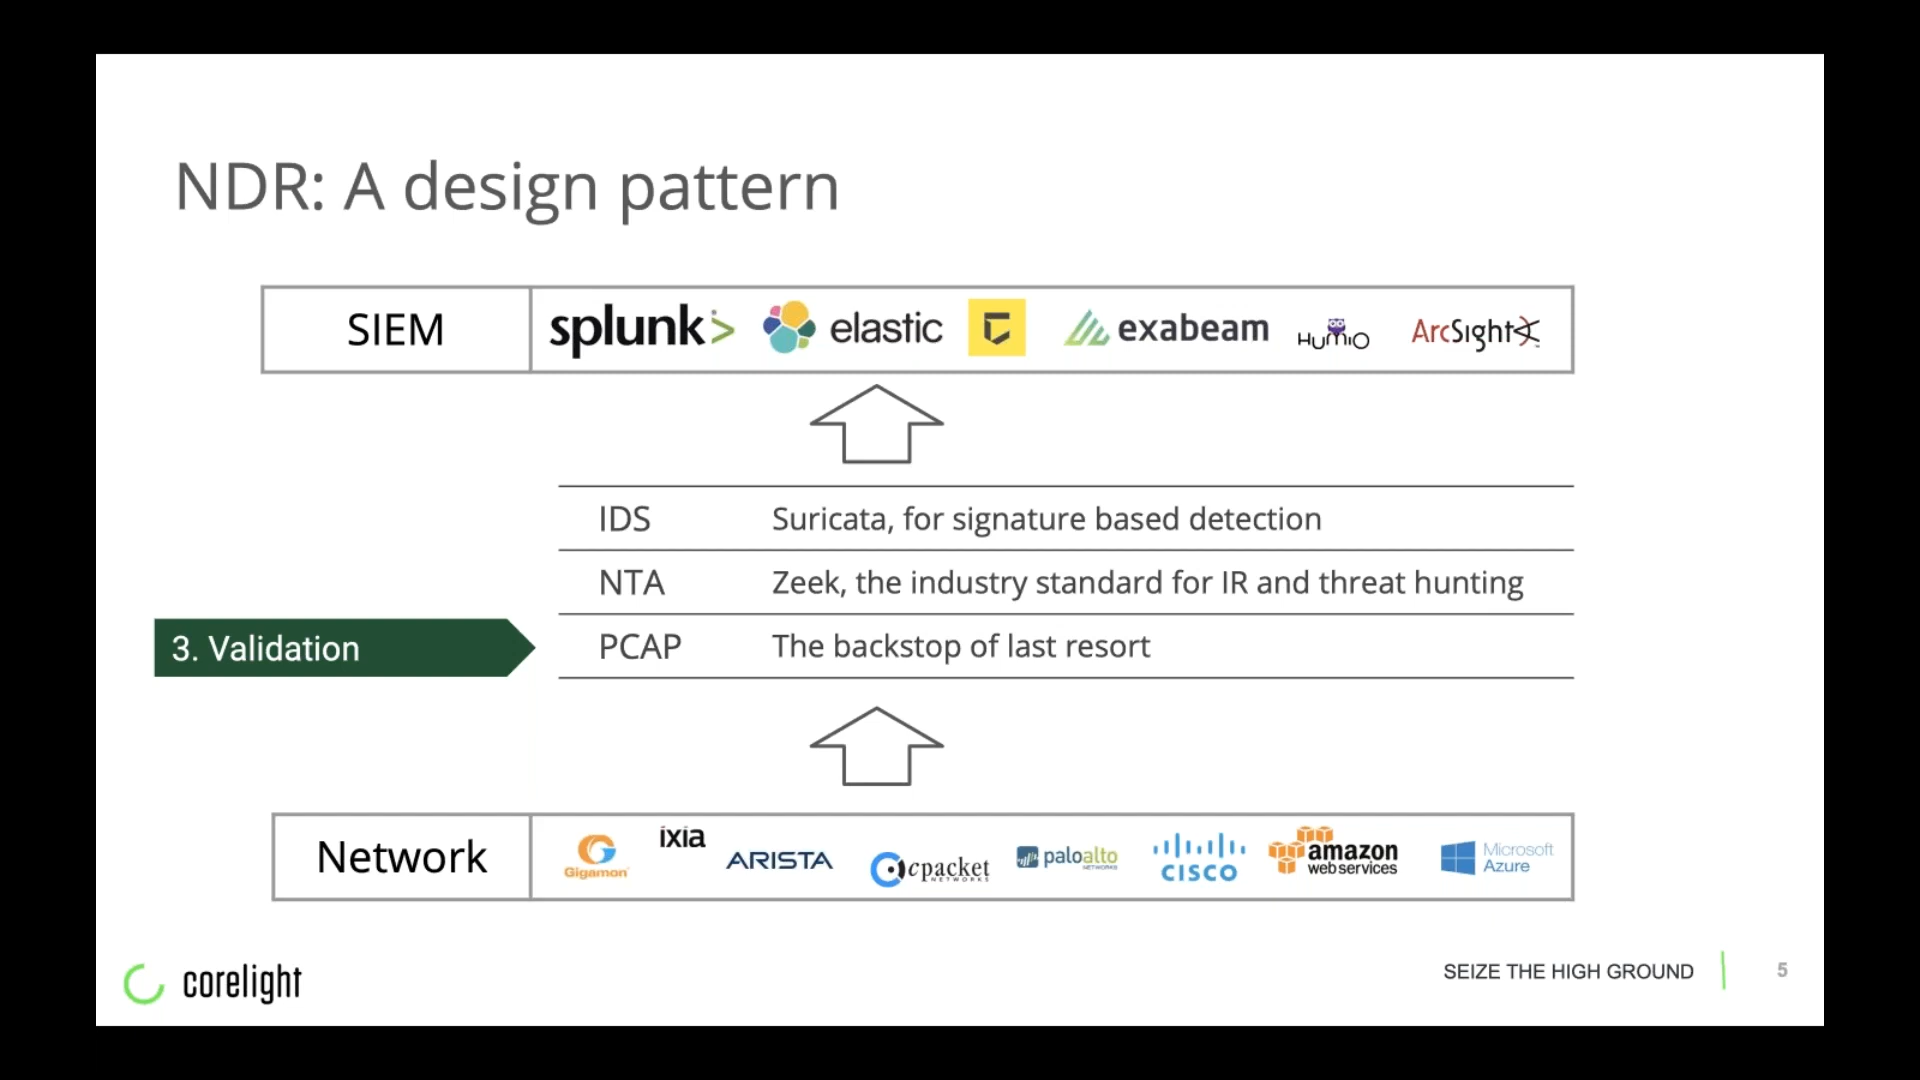 NDR: A design pattern
SIEM
splunk>
elastic
exabeam
HUMIO
ArcSight
IDS
Suricata, for signature based detection
NTA
Zeek, the industry standard for IR and threat hunting
3. Validation
PCAP
The backstop of last resort
Network
Gigamon
ixia
ARISTA
cpacket
NETWORKS
paloalto
NETWORKS
CISCO
amazon
web services
Microsoft
Azure
corelight
SEIZE THE HIGH GROUND
5